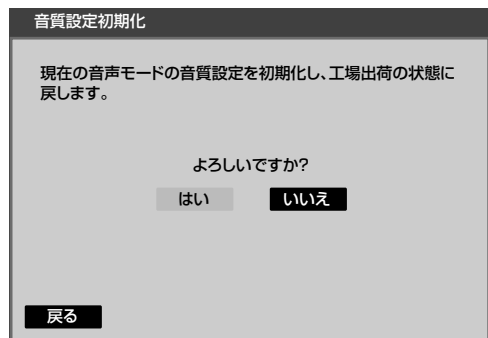 音質設定初期化
現在の音声モードの音質設定を初期化し、工場出荷の状態に
戻します。
よろしいですか?
はい いいえ
戻る